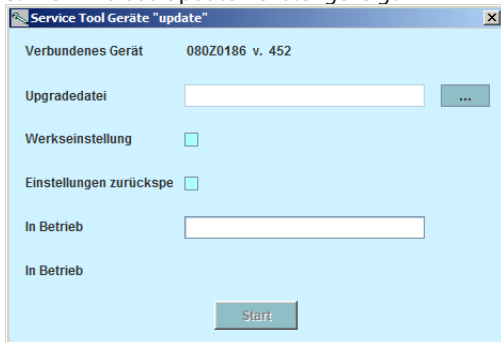 Service Tool Geräte "update"
Verbundenes Gerät 080Z0186 v. 452
Upgradedatei ...
Werkseinstellung
Einstellungen zurückspe
In Betrieb
In Betrieb
Start